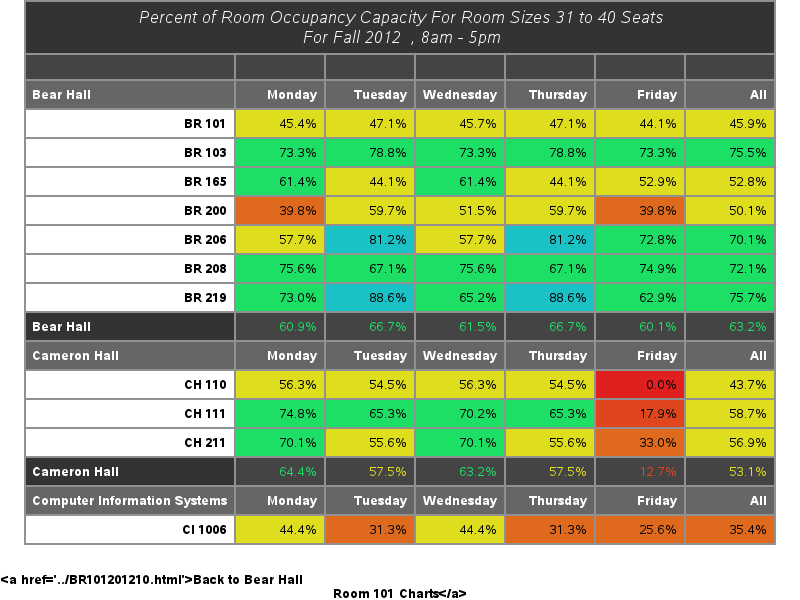 Percent of Room Occupancy Capacity For Room Sizes 31 to 40 Seats
For Fall 2012 , 8am - 5pm
Bear Hall Monday Tuesday Wednesday Thursday Friday All
BR 101 45.4% 47.1% 45.7% 47.1% 44.1% 45.9%
BR 103 73.3% 78.8% 73.3% 78.8% 73.3% 75.5%
BR 165 61.4% 44.1% 61.4% 44.1% 52.9% 52.8%
BR 200 39.8% 59.7% 51.5% 59.7% 39.8% 50.1%
BR 206 57.7% 81.2% 57.7% 81.2% 72.8% 70.1%
BR 208 75.6% 67.1% 75.6% 67.1% 74.9% 72.1%
BR 219 73.0% 88.6% 65.2% 88.6% 62.9% 75.7%
Bear Hall 60.9% 66.7% 61.5% 66.7% 60.1% 63.2%
Cameron Hall Monday Tuesday Wednesday Thursday Friday All
CH 110 56.3% 54.5% 56.3% 54.5% 0.0% 43.7%
CH 111 74.8% 65.3% 70.2% 65.3% 17.9% 58.7%
CH 211 70.1% 55.6% 70.1% 55.6% 33.0% 56.9%
Cameron Hall 64.4% 57.5% 63.2% 57.5% 12.7% 53.1%
Computer Information Systems Monday Tuesday Wednesday Thursday Friday All
CI 1006 44.4% 31.3% 44.4% 31.3% 25.6% 35.4%
<a href='../BR101201210.html'>Back to Bear Hall
Room 101 Charts</a>